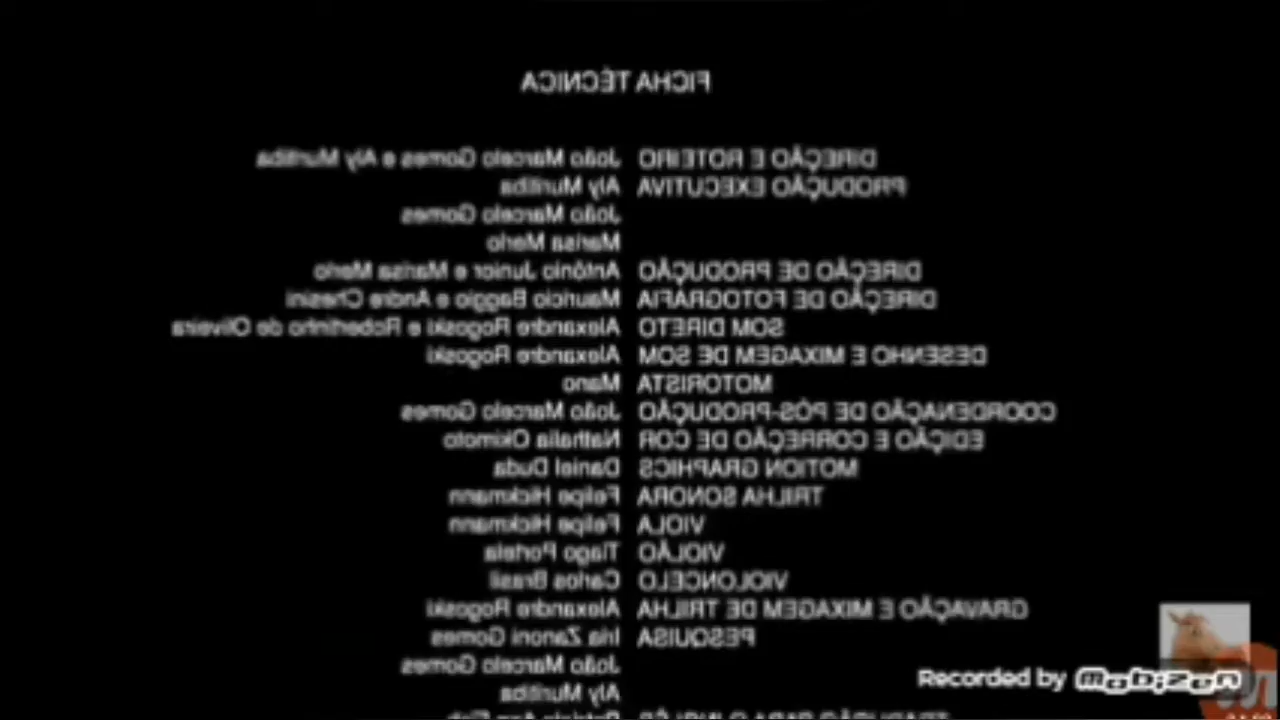 FICHA TÉCNICA
DIREÇÃO E ROTEIRO João Marcelo Gomes e Aly Muritiba
PRODUÇÃO EXECUTIVA Aly Muritiba
João Marcelo Gomes
Marisa Merlo
DIREÇÃO DE PRODUÇÃO Antônio Junior e Marisa Merlo
DIREÇÃO DE FOTOGRAFIA Mauricio Baggio e Andre Chesini
SOM DIRETO Alexandre Rogoski e Robertinho de Oliveira
DESENHO E MIXAGEM DE SOM Alexandre Rogoski
MOTORISTA Mano
COORDENAÇÃO DE PÓS-PRODUÇÃO João Marcelo Gomes
EDIÇÃO E CORREÇÃO DE COR Nathalia Okimoto
MOTION GRAPHICS Daniel Duda
TRILHA SONORA Felipe Hickmann
VIOLA Felipe Hickmann
VIOLÃO Tiago Portela
VIOLONCELO Carlos Brasil
GRAVAÇÃO E MIXAGEM DE TRILHA Alexandre Rogoski
PESQUISA Iria Zanoni Gomes
João Marcelo Gomes
Aly Muritiba
TRADUÇÃO PARA O INGLÊS
Recorded by mobizen